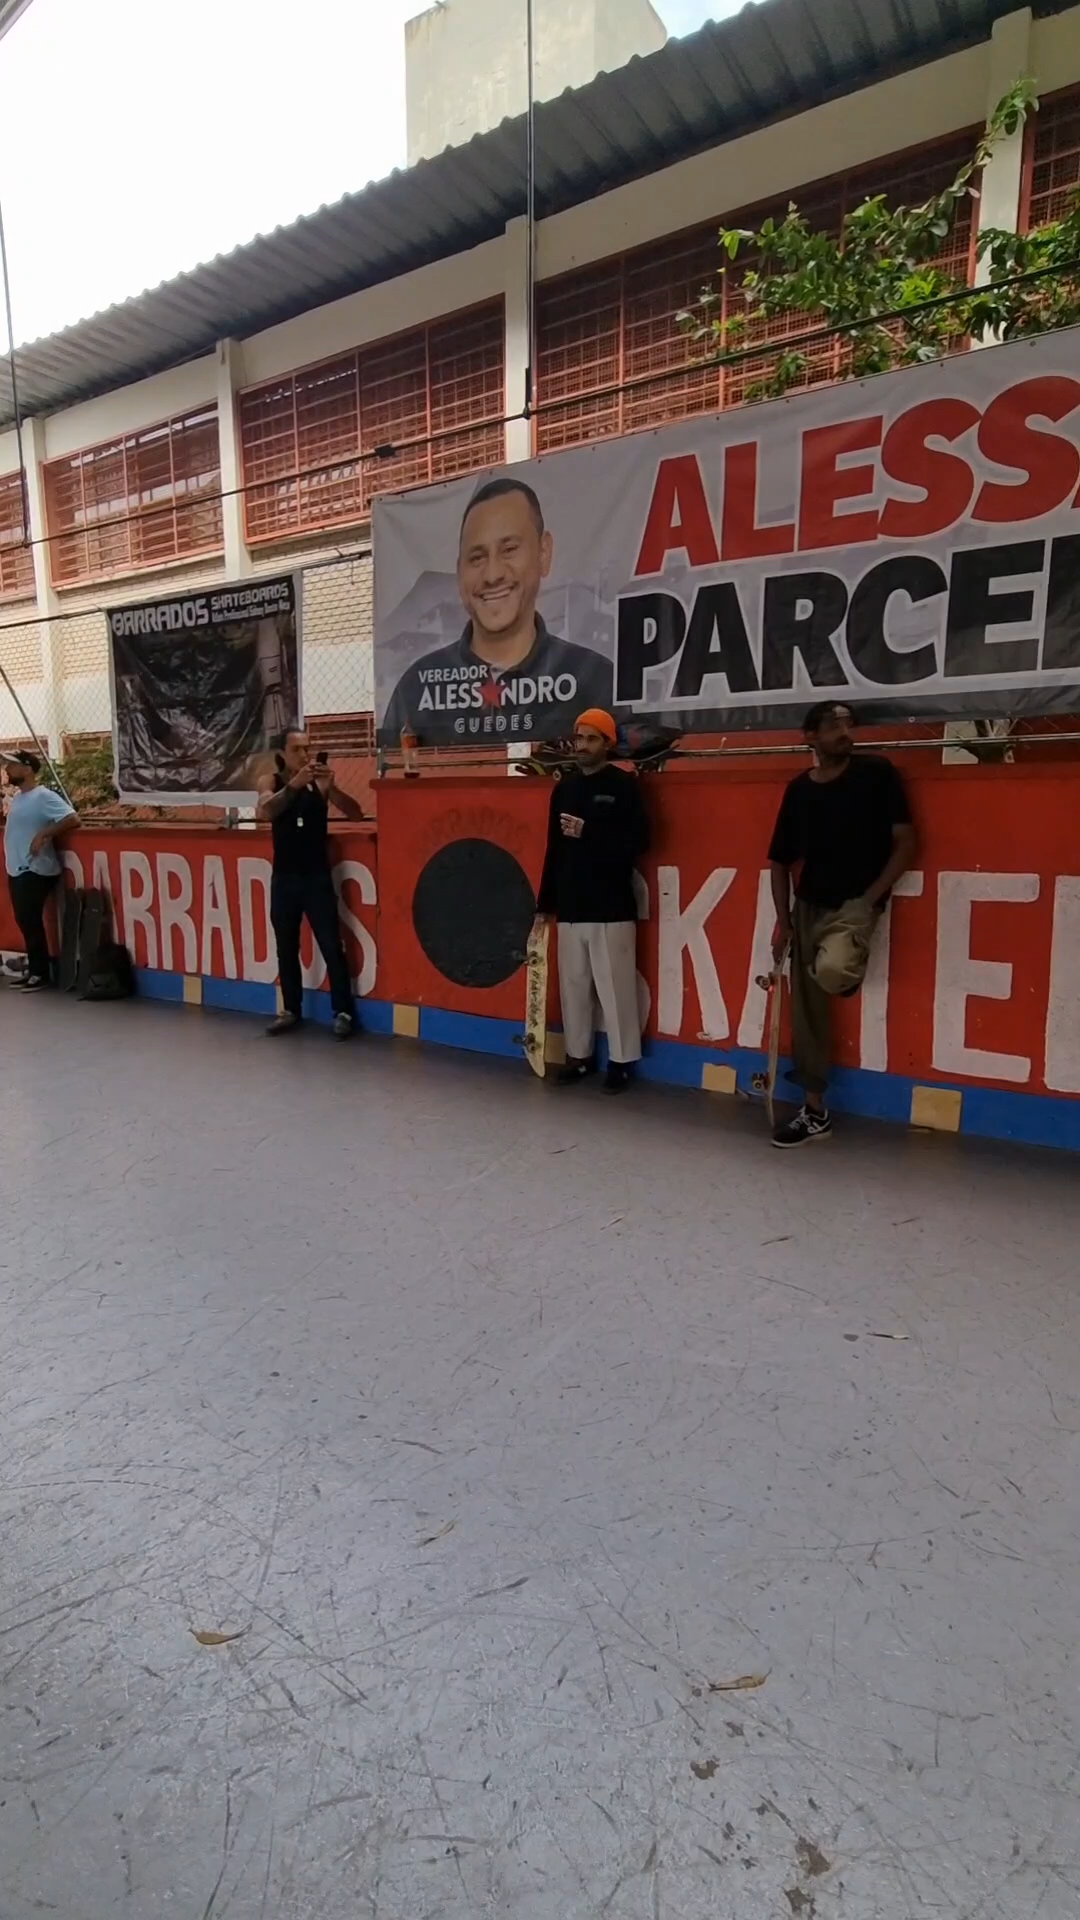 ALESS
PARCE
BARRADOS SKATEBOARDS
VEREADOR
ALESSANDRO
GUEDES
BARRADOS
SKATE